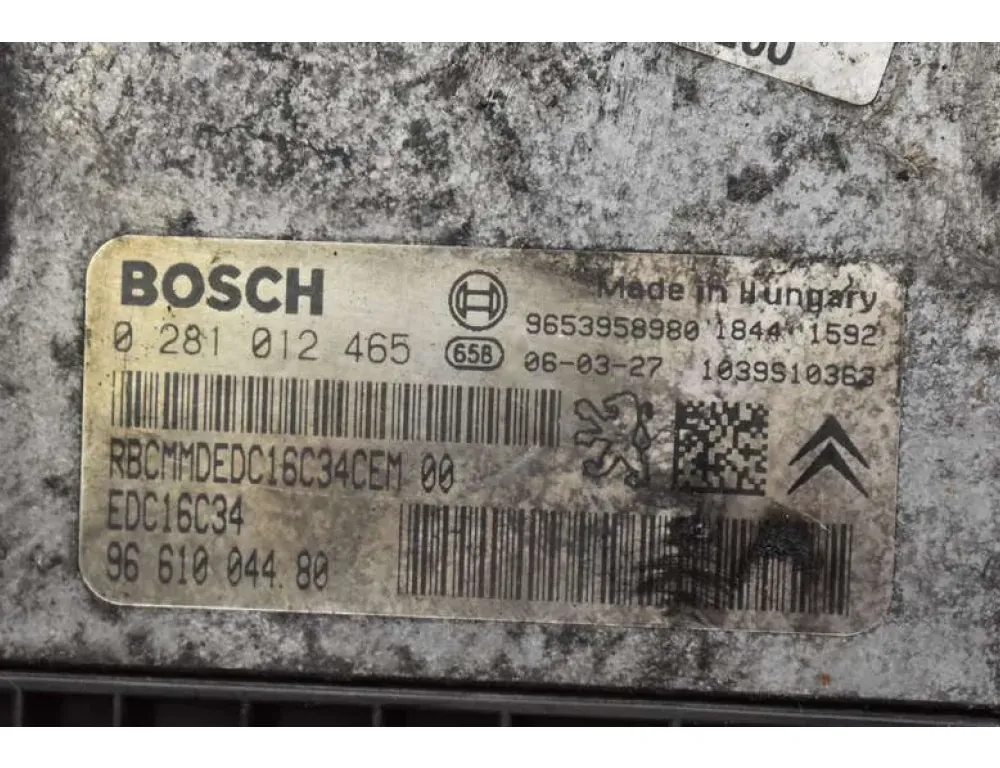 BOSCH
Made in Hungary
0 281 012 465
9653958980 1844 1592
658 06-03-27 1039S10363
RBCMMDEDC16C34CEM 00
EDC16C34
96 610 044 80